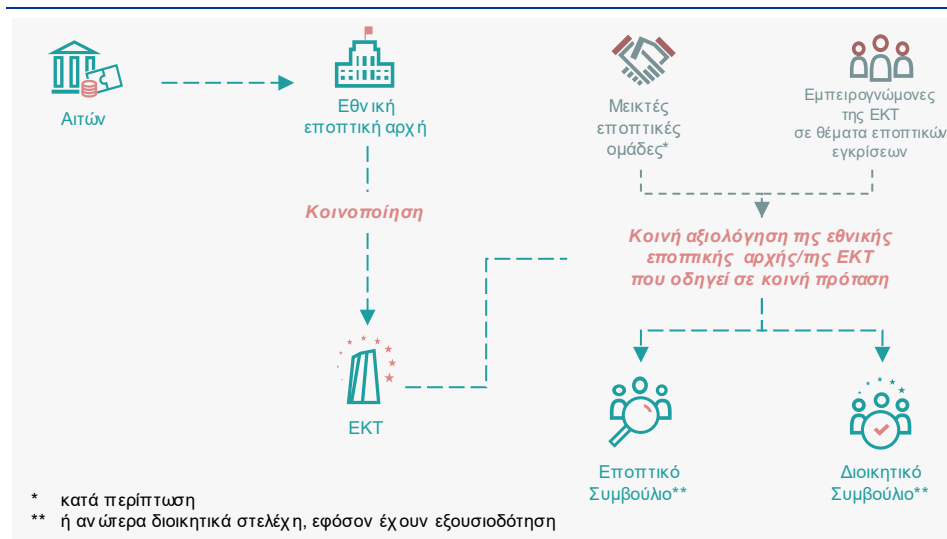 Αιτών
Εθνική
εποπτική αρχή
Κοινοποίηση
ΕΚΤ
Μεικτές
εποπτικές
ομάδες*
Εμπειρογνώμονες
της ΕΚΤ
σε θέματα εποπτικών
εγκρίσεων
Κοινή αξιολόγηση της εθνικής
εποπτικής αρχής/της ΕΚΤ
που οδηγεί σε κοινή πρόταση
Εποπτικό
Συμβούλιο**
Διοικητικό
Συμβούλιο**
* κατά περίπτωση
** ή ανώτερα διοικητικά στελέχη, εφόσον έχουν εξουσιοδότηση